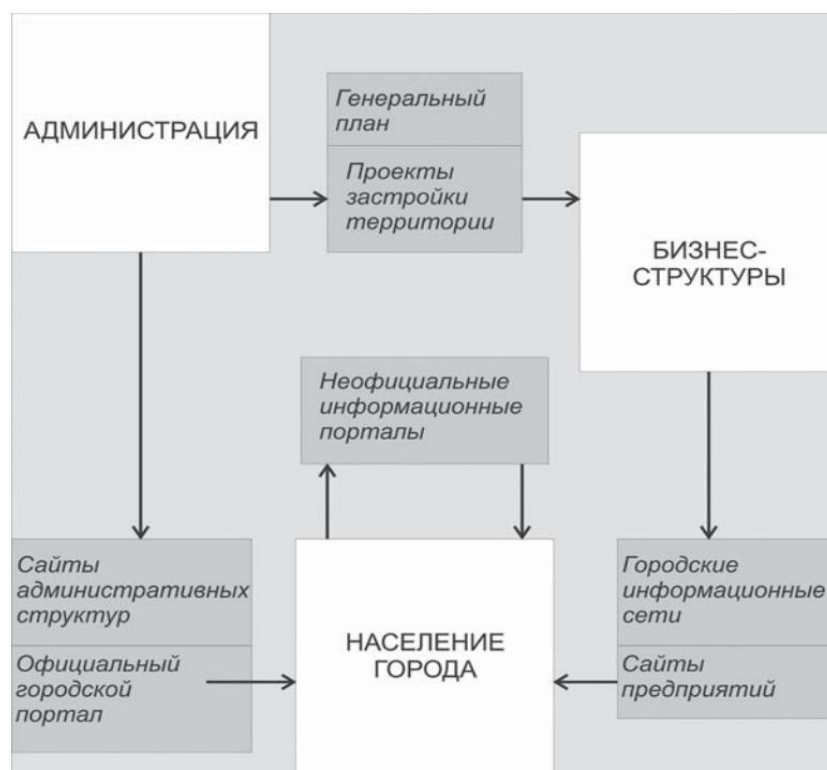 АДМИНИСТРАЦИЯ
Генеральный
план
Проекты
застройки
территории
БИЗНЕС-
СТРУКТУРЫ
Неофициальные
информационные
порталы
Сайты
административных
структур
Официальный
городской
портал
НАСЕЛЕНИЕ
ГОРОДА
Городские
информационные
сети
Сайты
предприятий